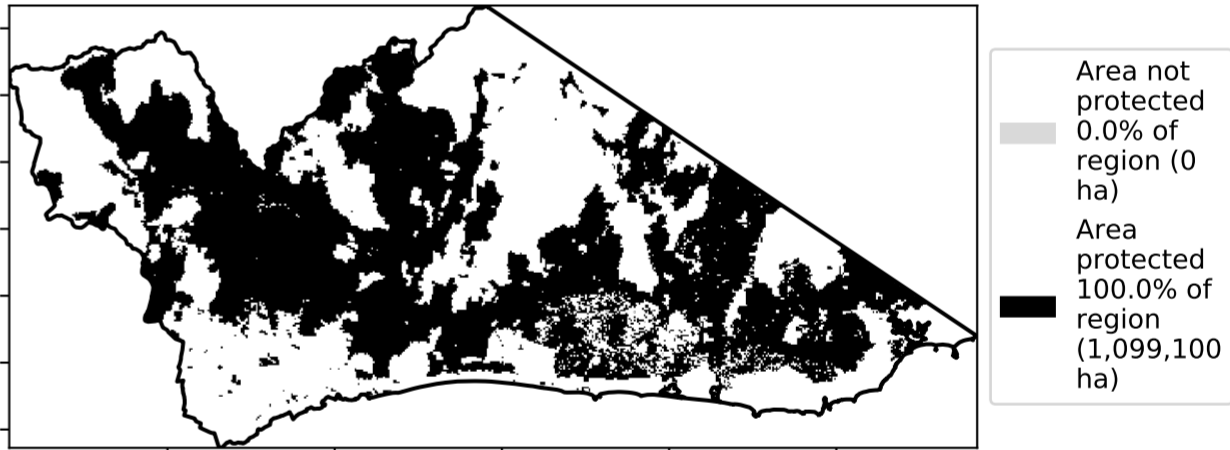 Area not
protected
0.0% of
region (0
ha)
Area
protected
100.0% of
region
(1,099,100
ha)